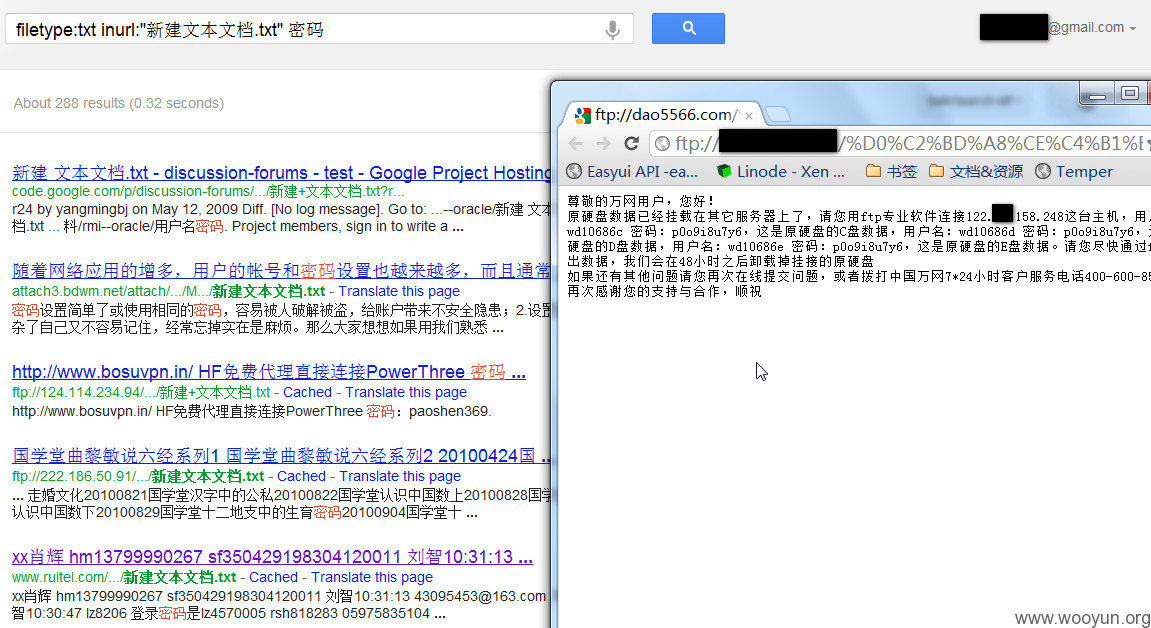 filetype:txt inurl:"新建文本文档.txt" 密码
@gmail.com
About 288 results (0.32 seconds)
新建 文本文档.txt - discussion-forums - test - Google Project Hosting
code.google.com/p/discussion-forums/.../新建+文本文档.txt?r...
r24 by yangmingbj on May 12, 2009 Diff. [No log message]. Go to: ...--oracle/新建 文本
档.txt ... 料/rmi--oracle/用户名密码. Project members, sign in to write a ...
随着网络应用的增多，用户的帐号和密码设置也越来越多，而且通常
attach3.bdwm.net/attach/.../M.../新建文本文档.txt - Translate this page
密码设置简单了或使用相同的密码，容易被人破解被盗，给账户带来不安全隐患；2.设置
杂了自己又不容易记住，经常忘掉实在是麻烦。那么大家想想如果用我们熟悉 ...
http://www.bosuvpn.in/ HF免费代理直接连接PowerThree 密码 ...
ftp://124.114.234.94/.../新建+文本文档.txt - Cached - Translate this page
http://www.bosuvpn.in/ HF免费代理直接连接PowerThree 密码：paoshen369.
国学堂曲黎敏说六经系列1 国学堂曲黎敏说六经系列2 20100424国 ...
ftp://222.186.50.91/.../新建文本文档.txt - Cached - Translate this page
... 走婚文化20100821国学堂汉字中的公私20100822国学堂认识中国数上20100828国学
认识中国数下20100829国学堂十二地支中的生肖密码20100904国学堂十 ...
xx肖辉 hm13799990267 sf350429198304120011 刘智10:31:13 ...
www.ruitel.com/.../新建文本文档.txt - Cached - Translate this page
xx肖辉 hm13799990267 sf350429198304120011 刘智10:31:13 43095453@163.com
智10:30:47 lz8206 登录密码是lz4570005 rsh818283 05975835104 ...
ftp://dao5566.com/
ftp:// /%D0%C2%BD%A8%CE%C4%B1%E
Easyui API -ea... Linode - Xen ... 书签 文档&资源 Temper
尊敬的万网用户，您好！
原硬盘数据已经挂载在其它服务器上了，请您用ftp专业软件连接122. 158.248这台主机，用
wd10686c 密码：p0o9i8u7y6，这是原硬盘的C盘数据，用户名：wd10686d 密码：p0o9i8u7y6，
硬盘的D盘数据，用户名：wd10686e 密码：p0o9i8u7y6，这是原硬盘的E盘数据。请您尽快通过
出数据，我们会在48小时之后卸载掉挂接的原硬盘
如果还有其他问题请您再次在线提交问题，或者拨打中国万网7*24小时客户服务电话400-600-85
再次感谢您的支持与合作，顺祝
www.wooyun.org